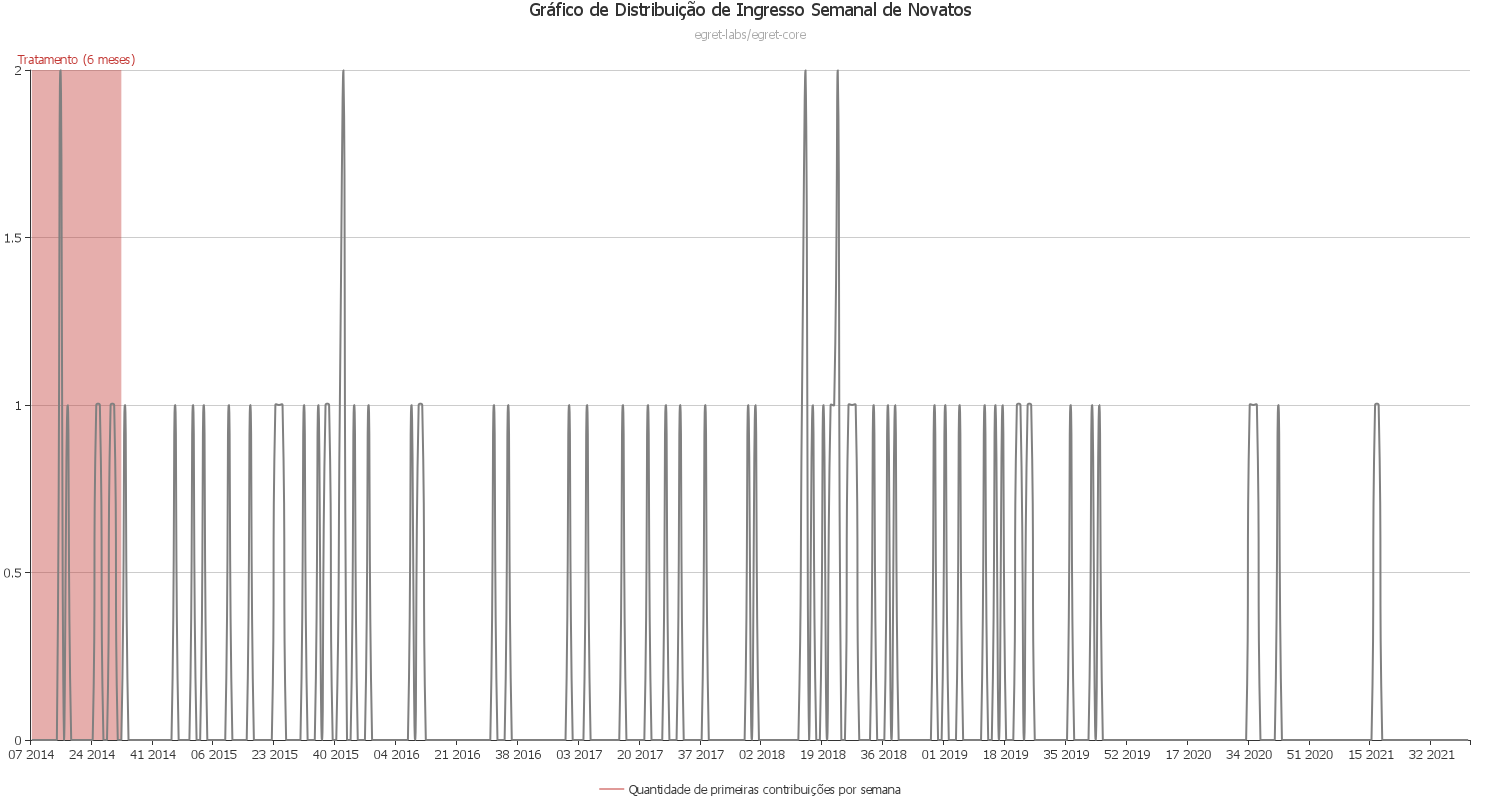 Gráfico de Distribuição de Ingresso Semanal de Novatos
egret-labs/egret-core
Tratamento (6 meses)
2
1.5
1
0.5
0
07 2014 24 2014 41 2014 06 2015 23 2015 40 2015 04 2016 21 2016 38 2016 03 2017 20 2017 37 2017 02 2018 19 2018 36 2018 01 2019 18 2019 35 2019 52 2019 17 2020 34 2020 51 2020 15 2021 32 2021
Quantidade de primeiras contribuições por semana